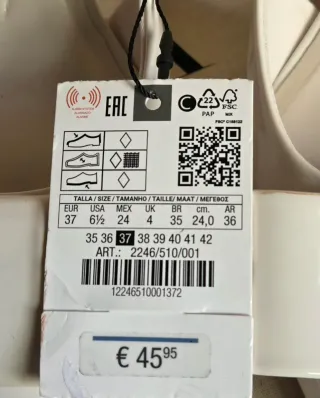 EAC
22
PAP
FSC
MIX
TALLA / SIZE / TAMANHO / TAILLE/ MAAT / ΜΕΓΕΘΟΣ
EUR USA MEX UK BR cm. AR
37 6½ 24 4 35 24,0 36
35 36 37 38 39 40 41 42
ART.: 2246/510/001
12246510001372
€ 45⁹⁵